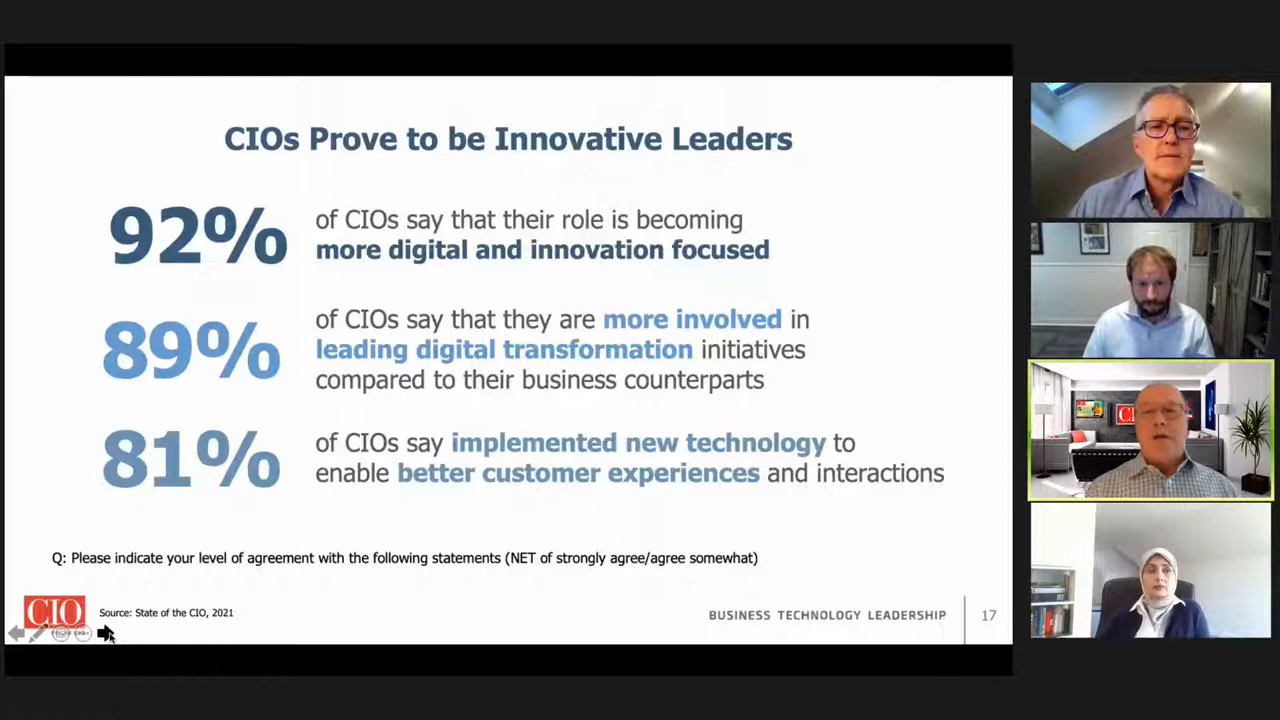 CIOs Prove to be Innovative Leaders
92%
of CIOs say that their role is becoming
more digital and innovation focused
89%
of CIOs say that they are more involved in
leading digital transformation initiatives
compared to their business counterparts
81%
of CIOs say implemented new technology to
enable better customer experiences and interactions
Q: Please indicate your level of agreement with the following statements (NET of strongly agree/agree somewhat)
CIO
Source: State of the CIO, 2021
BUSINESS TECHNOLOGY LEADERSHIP
17